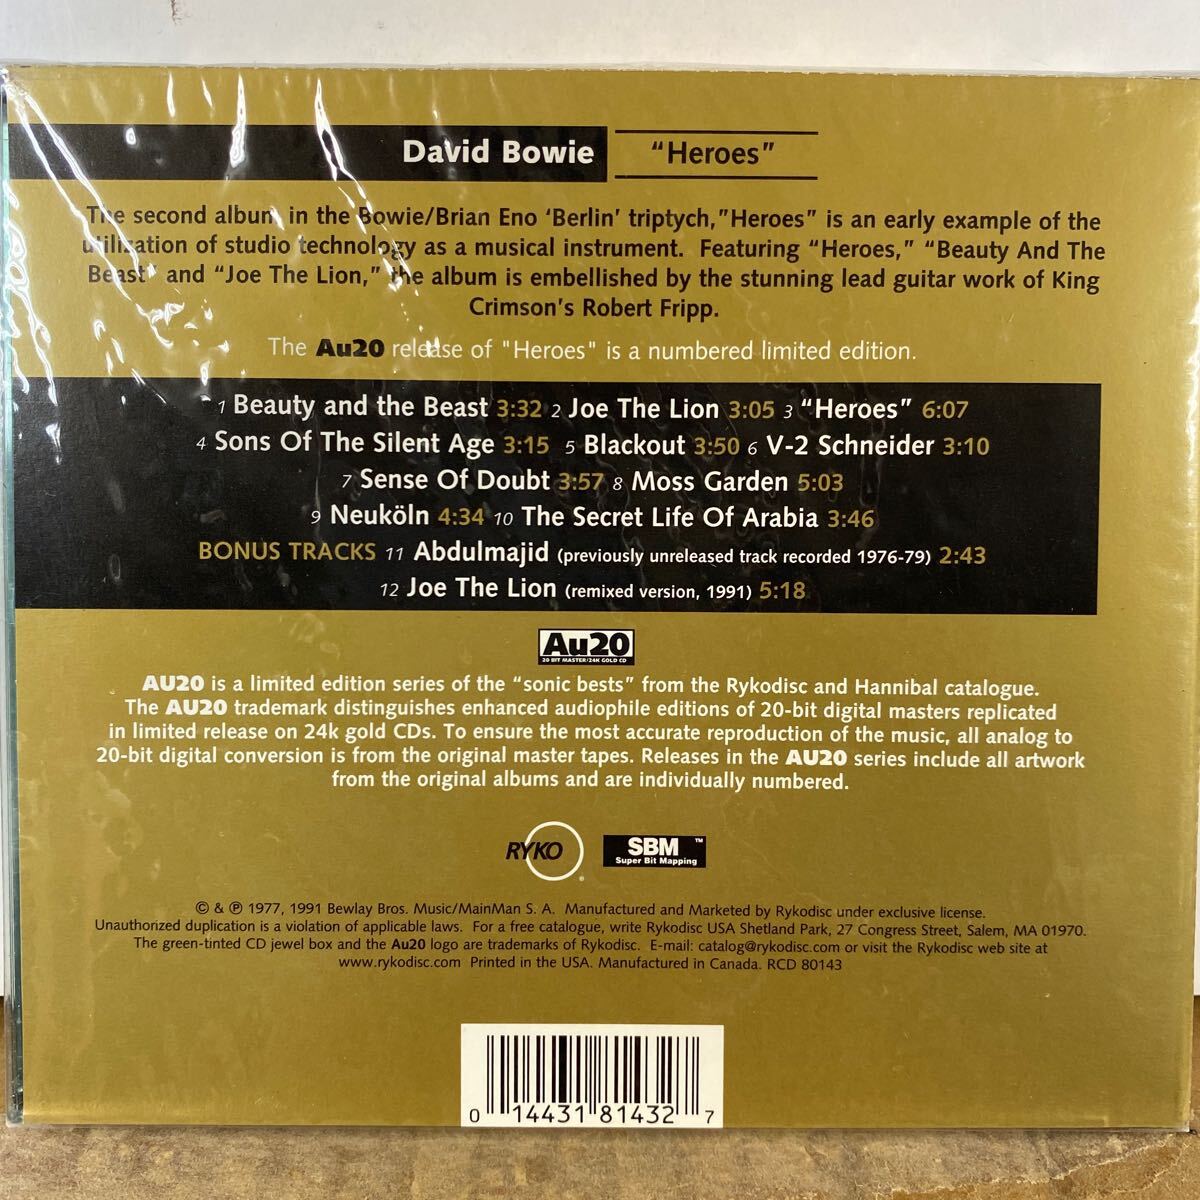 David Bowie “Heroes”
The second album in the Bowie/Brian Eno ‘Berlin’ triptych,"Heroes” is an early example of the
utilisation of studio technology as a musical instrument. Featuring “Heroes,” “Beauty And The
Beast” and “Joe The Lion,” the album is embellished by the stunning lead guitar work of King
Crimson’s Robert Fripp.
The Au20 release of "Heroes" is a numbered limited edition.
1 Beauty and the Beast 3:32 2 Joe The Lion 3:05 3 “Heroes” 6:07
4 Sons Of The Silent Age 3:15 5 Blackout 3:50 6 V-2 Schneider 3:10
7 Sense Of Doubt 3:57 8 Moss Garden 5:03
9 Neuköln 4:34 10 The Secret Life Of Arabia 3:46
BONUS TRACKS 11 Abdulmajid (previously unreleased track recorded 1976-79) 2:43
12 Joe The Lion (remixed version, 1991) 5:18
Au20
20 BIT MASTER/24K GOLD CD
AU20 is a limited edition series of the “sonic bests” from the Rykodisc and Hannibal catalogue.
The AU20 trademark distinguishes enhanced audiophile editions of 20-bit digital masters replicated
in limited release on 24k gold CDs. To ensure the most accurate reproduction of the music, all analog to
20-bit digital conversion is from the original master tapes. Releases in the AU20 series include all artwork
from the original albums and are individually numbered.
RYKO
SBM ™
Super Bit Mapping
© & ℗ 1977, 1991 Bewlay Bros. Music/MainMan S. A. Manufactured and Marketed by Rykodisc under exclusive license.
Unauthorized duplication is a violation of applicable laws. For a free catalogue, write Rykodisc USA Shetland Park, 27 Congress Street, Salem, MA 01970.
The green-tinted CD jewel box and the Au20 logo are trademarks of Rykodisc. E-mail: catalog@rykodisc.com or visit the Rykodisc web site at
www.rykodisc.com Printed in the USA. Manufactured in Canada. RCD 80143
0 14431 81432 7